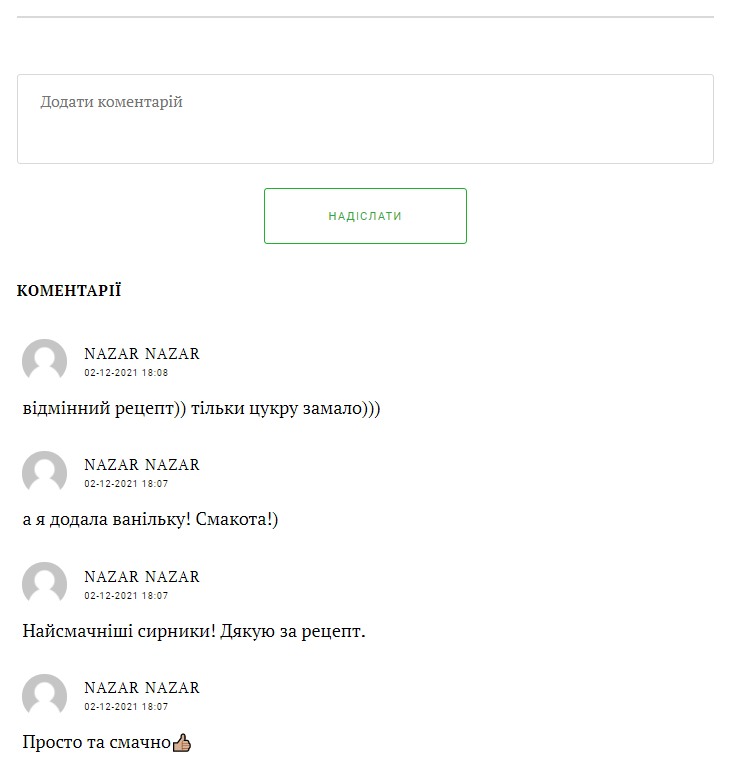 Додати коментарій
НАДІСЛАТИ
КОМЕНТАРІЇ
NAZAR NAZAR
02-12-2021 18:08
відмінний рецепт)) тільки цукру замало)))
NAZAR NAZAR
02-12-2021 18:07
а я додала ванільку! Смакота!)
NAZAR NAZAR
02-12-2021 18:07
Найсмачніші сирники! Дякую за рецепт.
NAZAR NAZAR
02-12-2021 18:07
Просто та смачно👍🏽